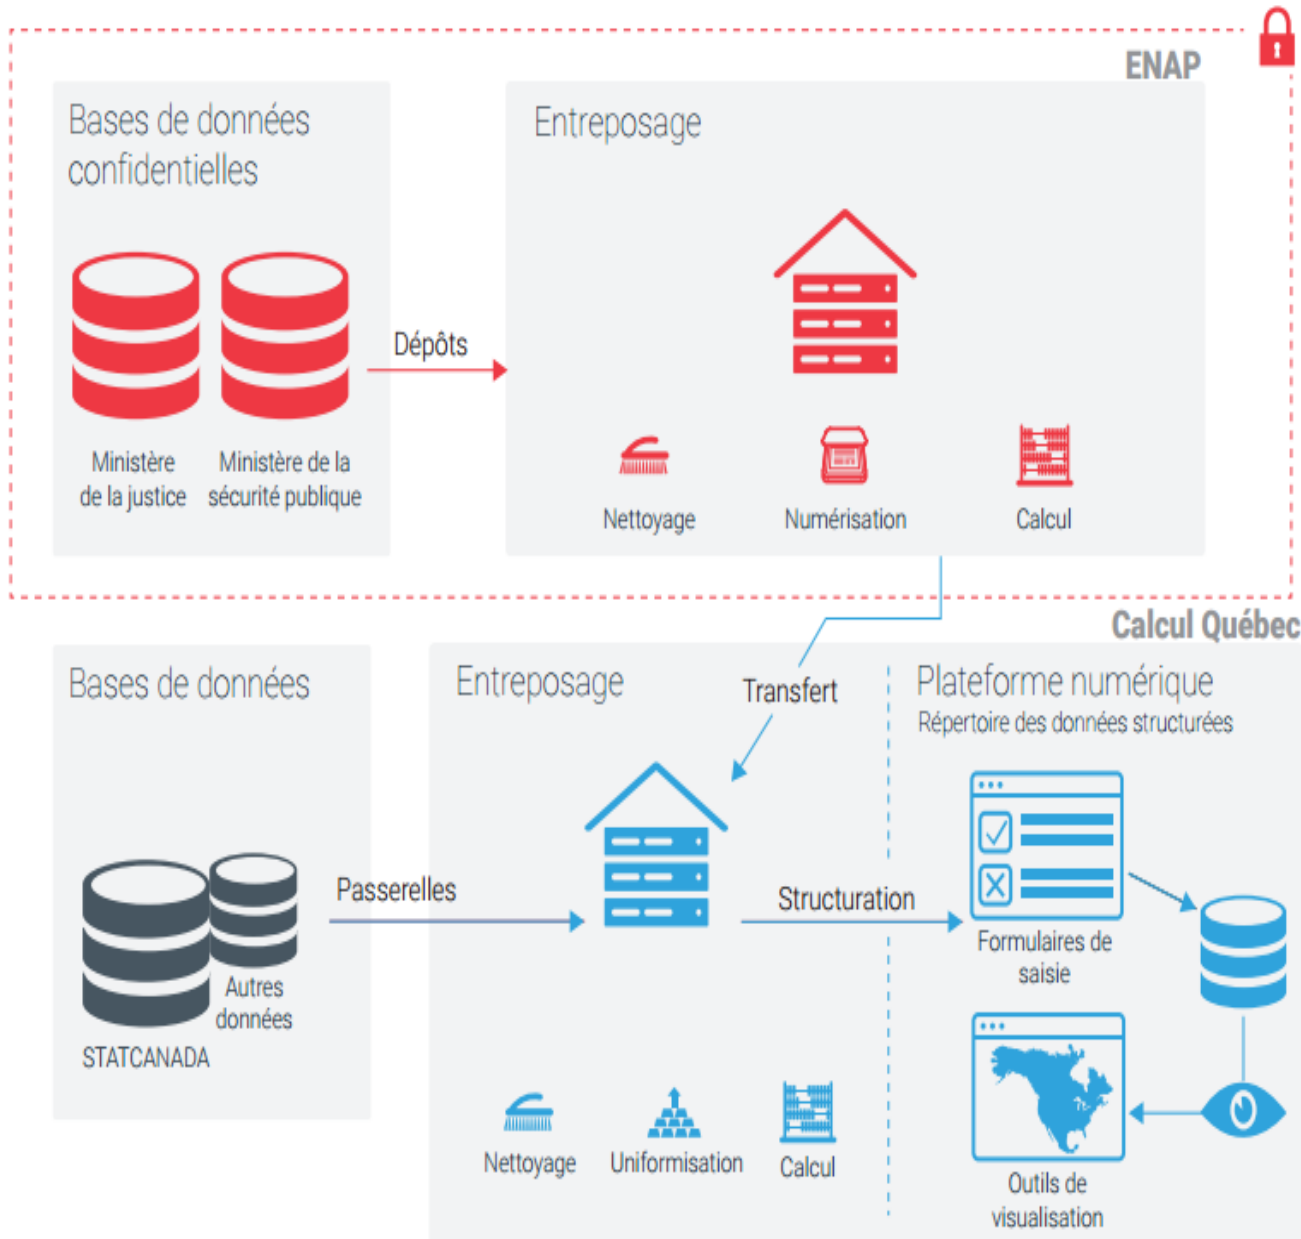 ENAP
Bases de données
confidentielles
Entreposage
Dépôts
Ministère
de la justice
Ministère de la
sécurité publique
Nettoyage
Numérisation
Calcul
Calcul Québec
Bases de données
Entreposage
Transfert
Plateforme numérique
Répertoire des données structurées
Passerelles
Structuration
Formulaires de
saisie
Autres
données
STATCANADA
Nettoyage
Uniformisation
Calcul
Outils de
visualisation